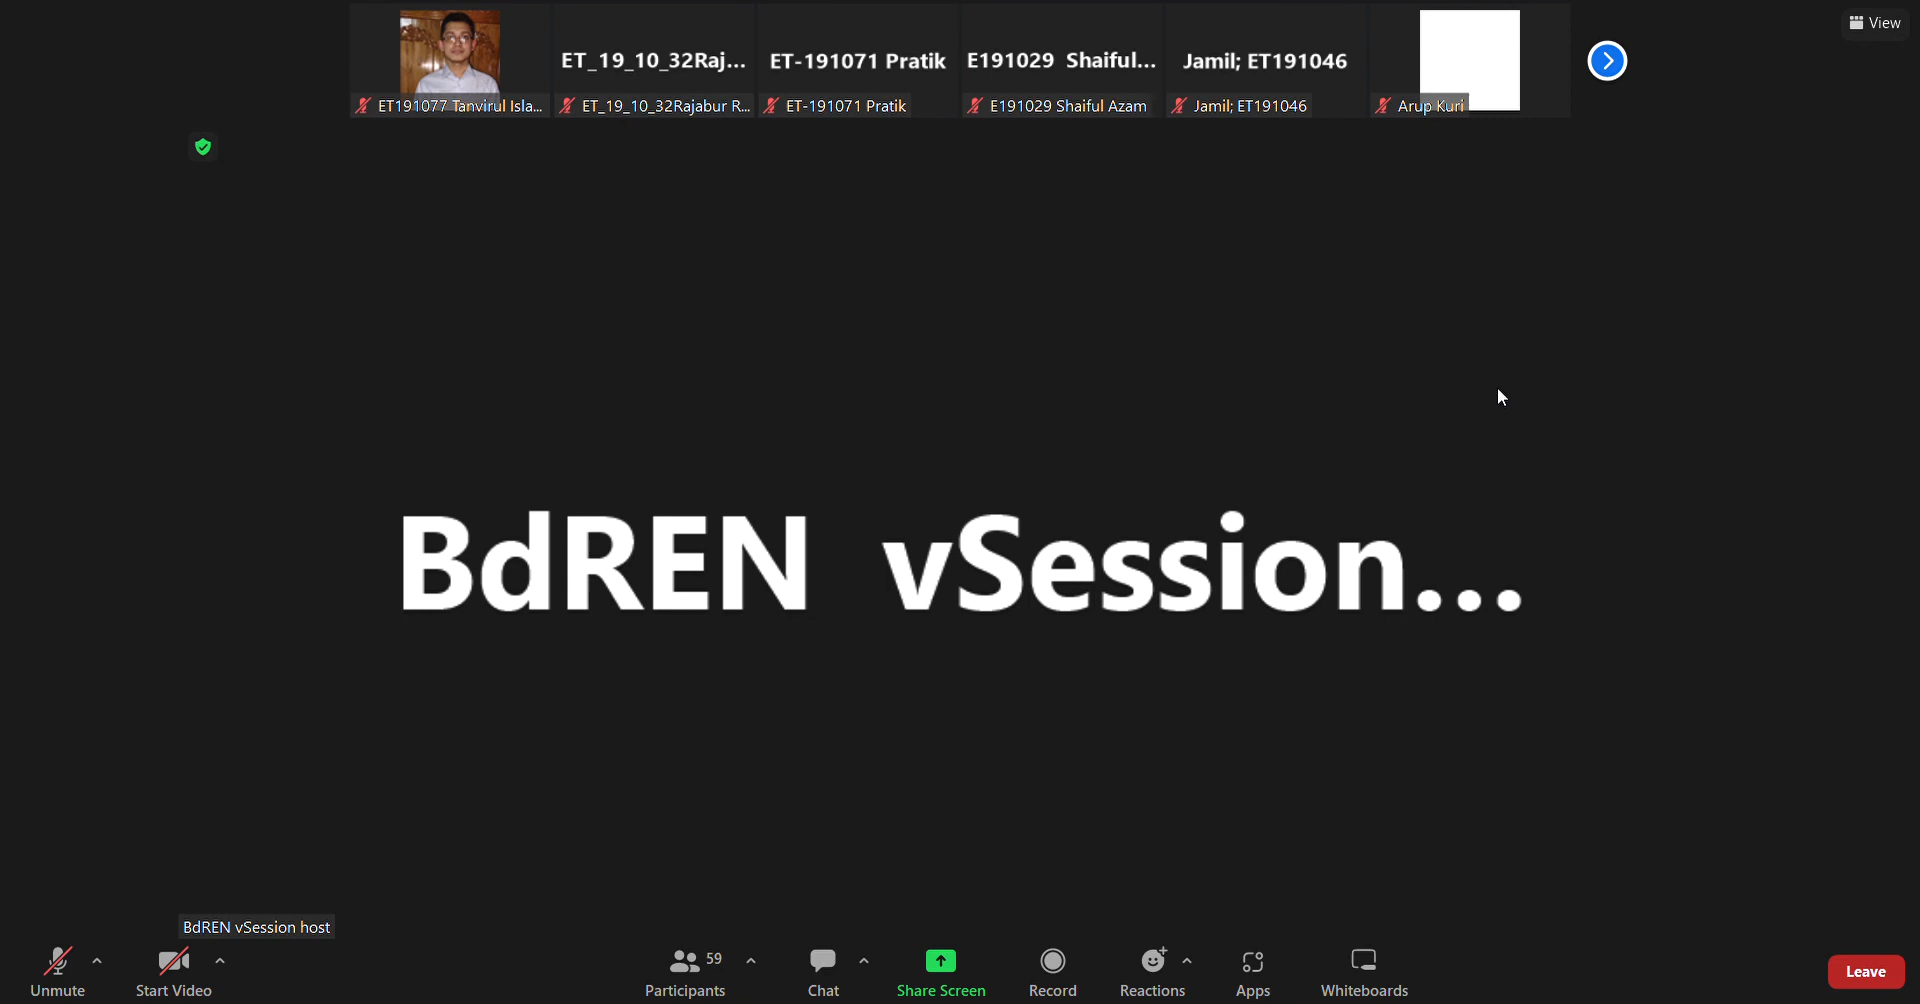 View
ET_19_10_32Raj...
ET-191071 Pratik
E191029 Shaiful...
Jamil; ET191046
ET191077 Tanvirul Isla...
ET_19_10_32Rajabur R...
ET-191071 Pratik
E191029 Shaiful Azam
Jamil; ET191046
Arup Kuri
BdREN vSession...
BdREN vSession host
59
Unmute
Start Video
Participants
Chat
Share Screen
Record
Reactions
Apps
Whiteboards
Leave